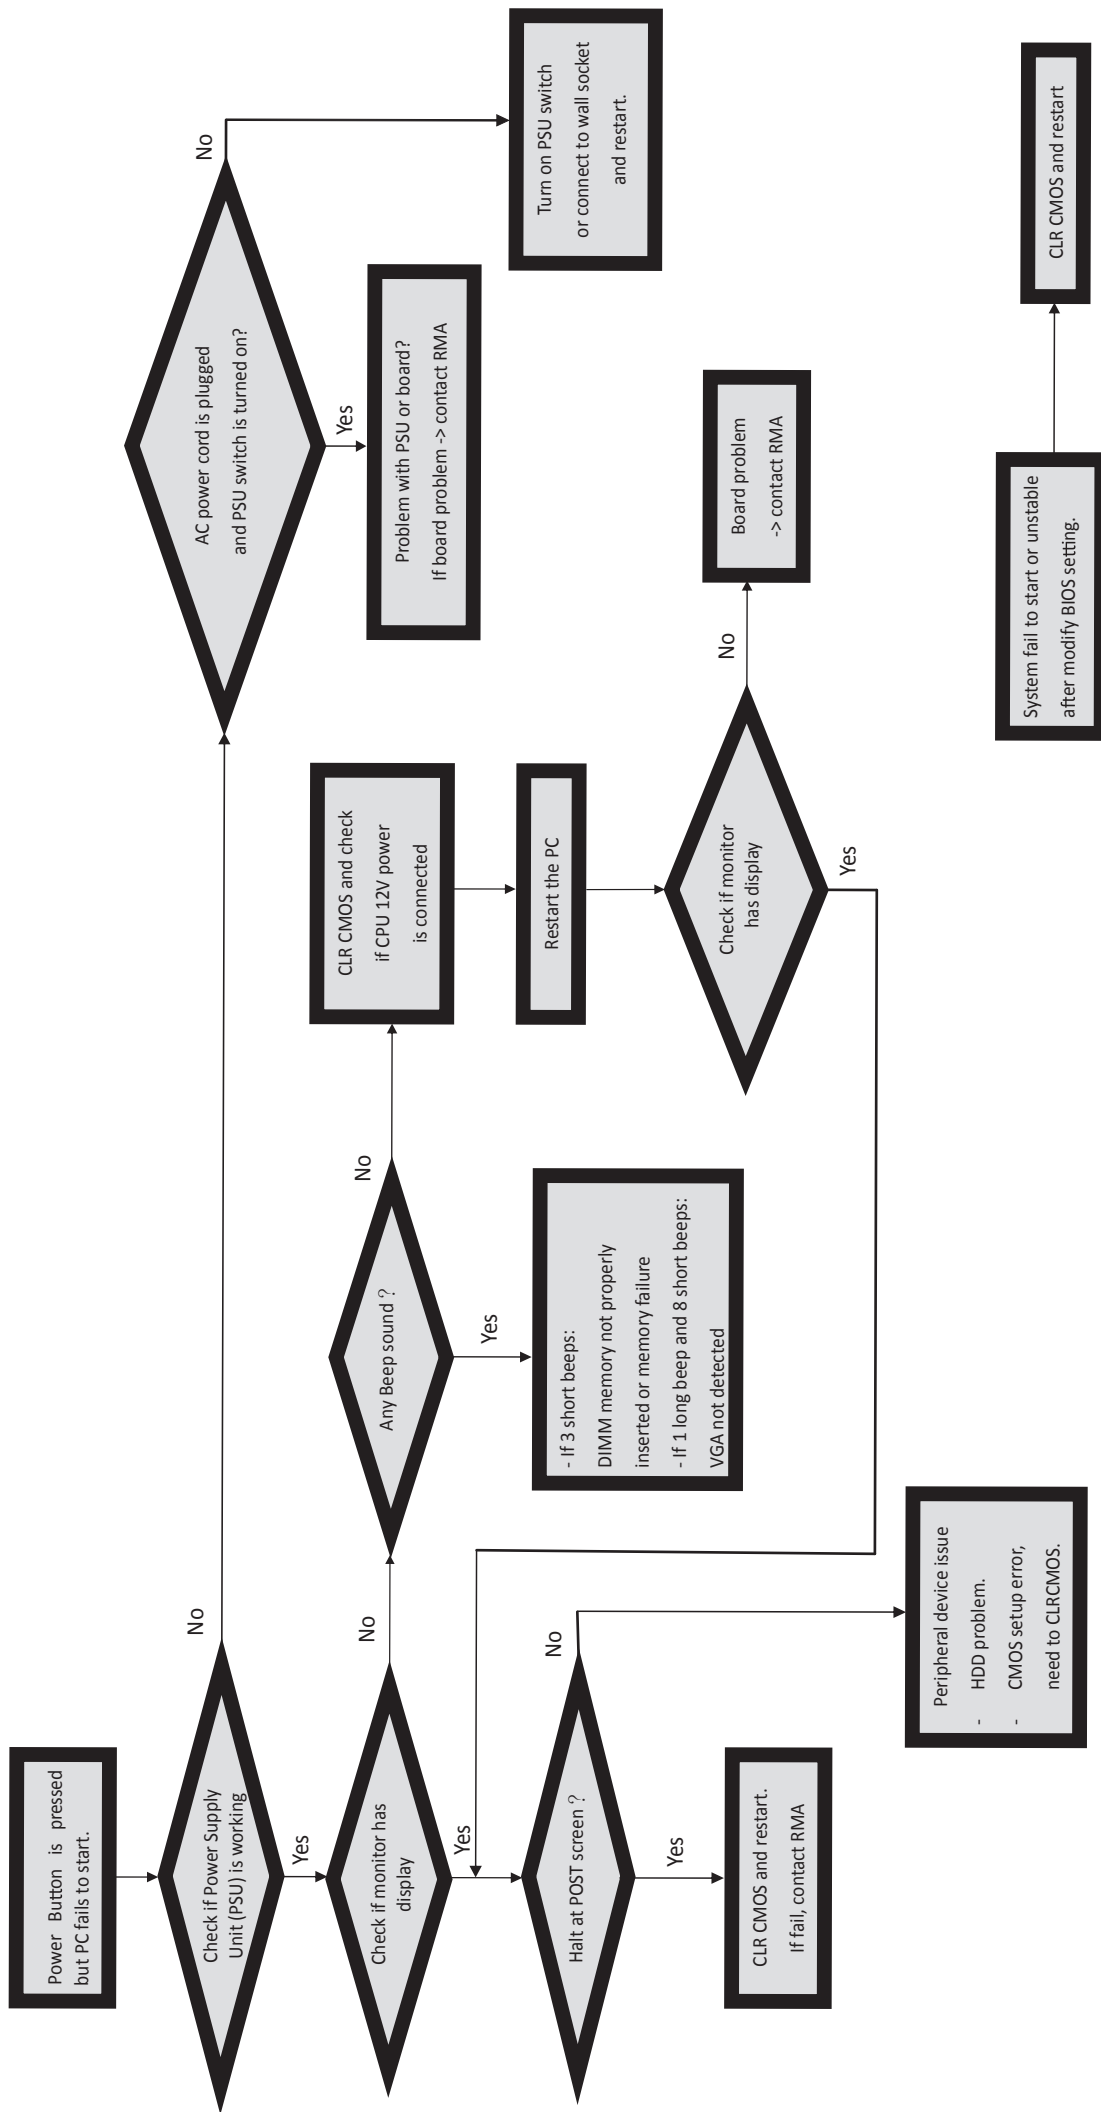 Power Button is pressed
but PC fails to start.
Check if Power Supply
Unit (PSU) is working
No
Yes
AC power cord is plugged
and PSU switch is turned on?
No
Yes
Turn on PSU switch
or connect to wall socket
and restart.
Problem with PSU or board?
If board problem -> contact RMA
Check if monitor has
display
No
Yes
Any Beep sound ?
No
Yes
CLR CMOS and check
if CPU 12V power
is connected
Restart the PC
- If 3 short beeps:
DIMM memory not properly
inserted or memory failure
- If 1 long beep and 8 short beeps:
VGA not detected
Check if monitor
has display
No
Yes
Board problem
-> contact RMA
Halt at POST screen ?
No
Yes
CLR CMOS and restart.
If fail, contact RMA
Peripheral device issue
- HDD problem.
- CMOS setup error,
need to CLRCMOS.
System fail to start or unstable
after modify BIOS setting.
CLR CMOS and restart